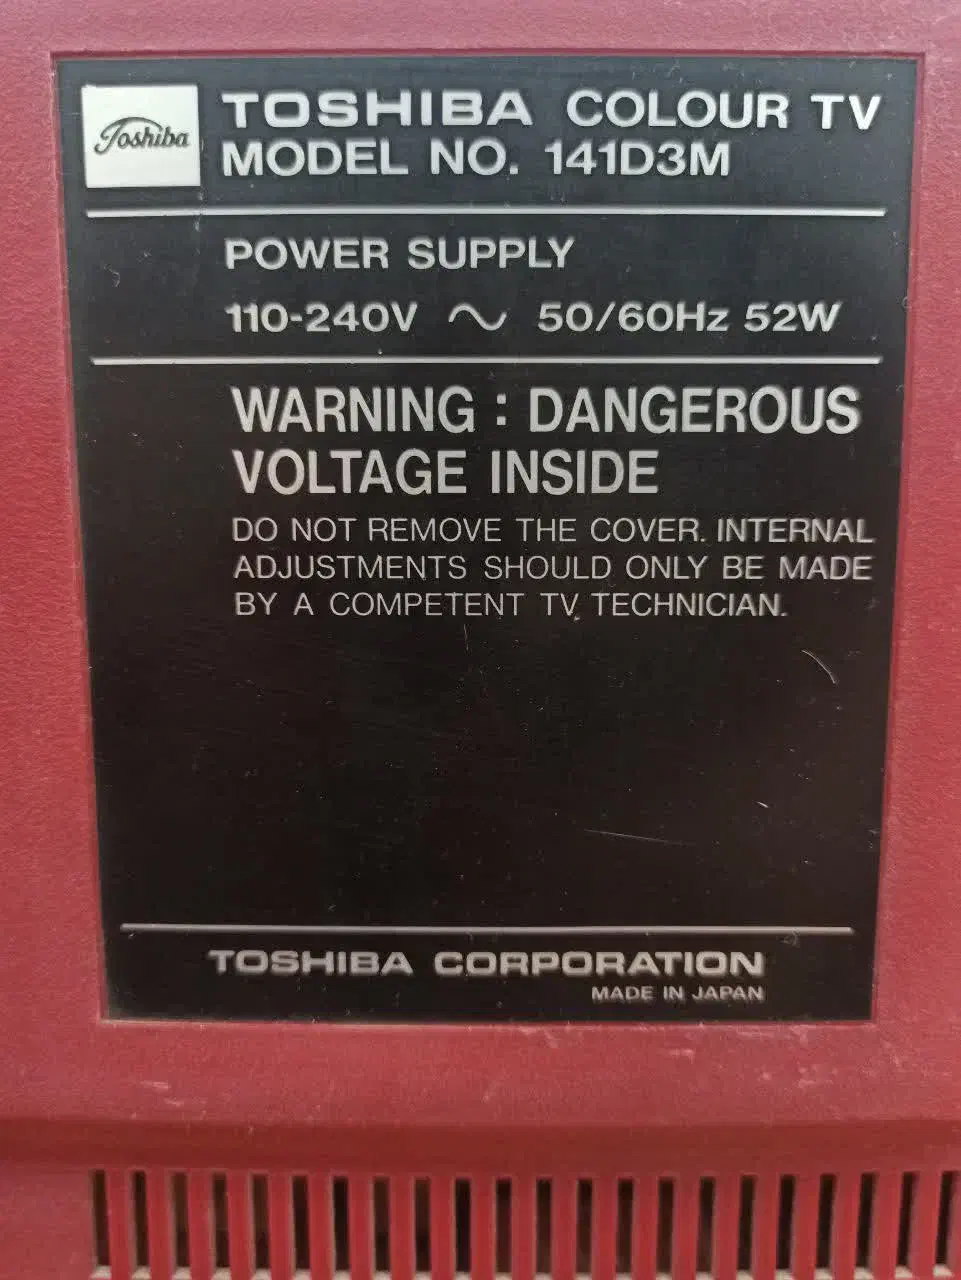 Toshiba
TOSHIBA COLOUR TV
MODEL NO. 141D3M
POWER SUPPLY
110-240V ～ 50/60Hz 52W
WARNING : DANGEROUS
VOLTAGE INSIDE
DO NOT REMOVE THE COVER. INTERNAL
ADJUSTMENTS SHOULD ONLY BE MADE
BY A COMPETENT TV TECHNICIAN.
TOSHIBA CORPORATION
MADE IN JAPAN